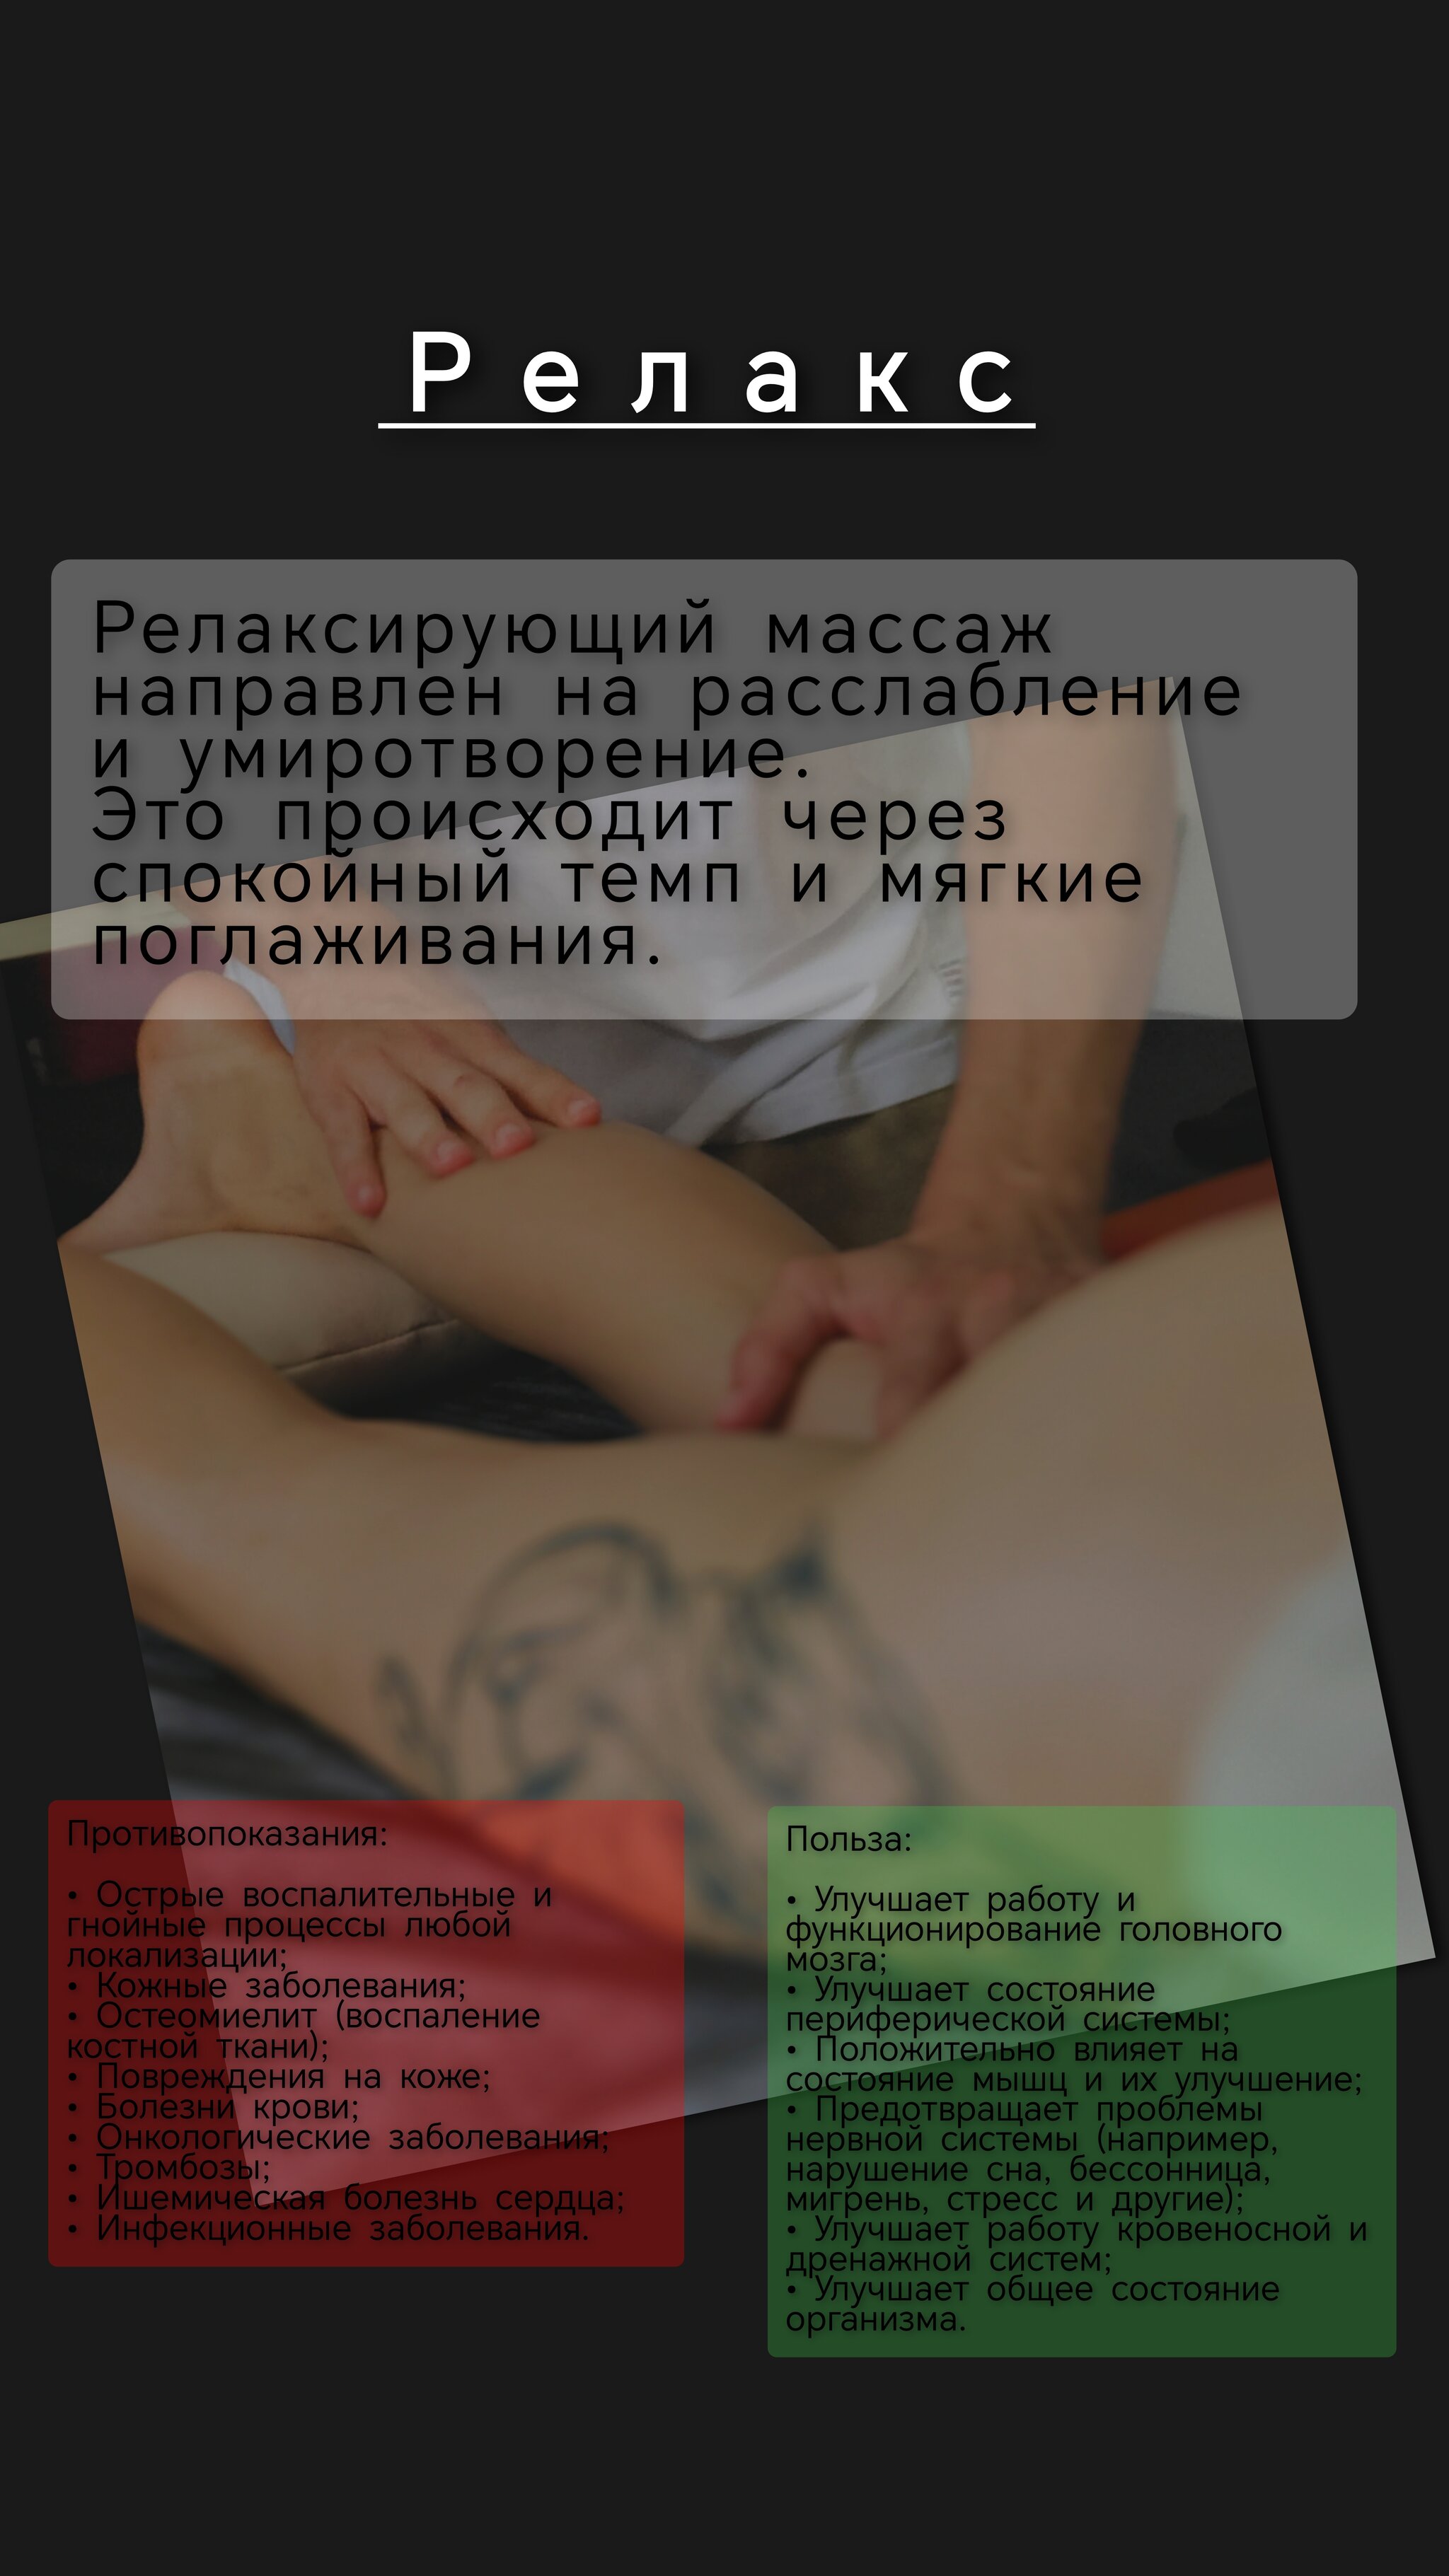 Релакс
Релаксирующий массаж
направлен на расслабление
и умиротворение.
Это происходит через
спокойный темп и мягкие
поглаживания.
Противопоказания:
• Острые воспалительные и
гнойные процессы любой
локализации;
• Кожные заболевания;
• Остеомиелит (воспаление
костной ткани);
• Повреждения на коже;
• Болезни крови;
• Онкологические заболевания;
• Тромбозы;
• Ишемическая болезнь сердца;
• Инфекционные заболевания.
Польза:
• Улучшает работу и
функционирование головного
мозга;
• Улучшает состояние
периферической системы;
• Положительно влияет на
состояние мышц и их улучшение;
• Предотвращает проблемы
нервной системы (например,
нарушение сна, бессонница,
мигрень, стресс и другие);
• Улучшает работу кровеносной и
дренажной систем;
• Улучшает общее состояние
организма.